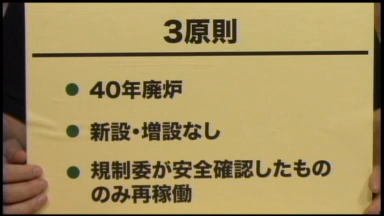 3原則
● 40年廃炉
● 新設・増設なし
● 規制委が安全確認したもの
のみ再稼働